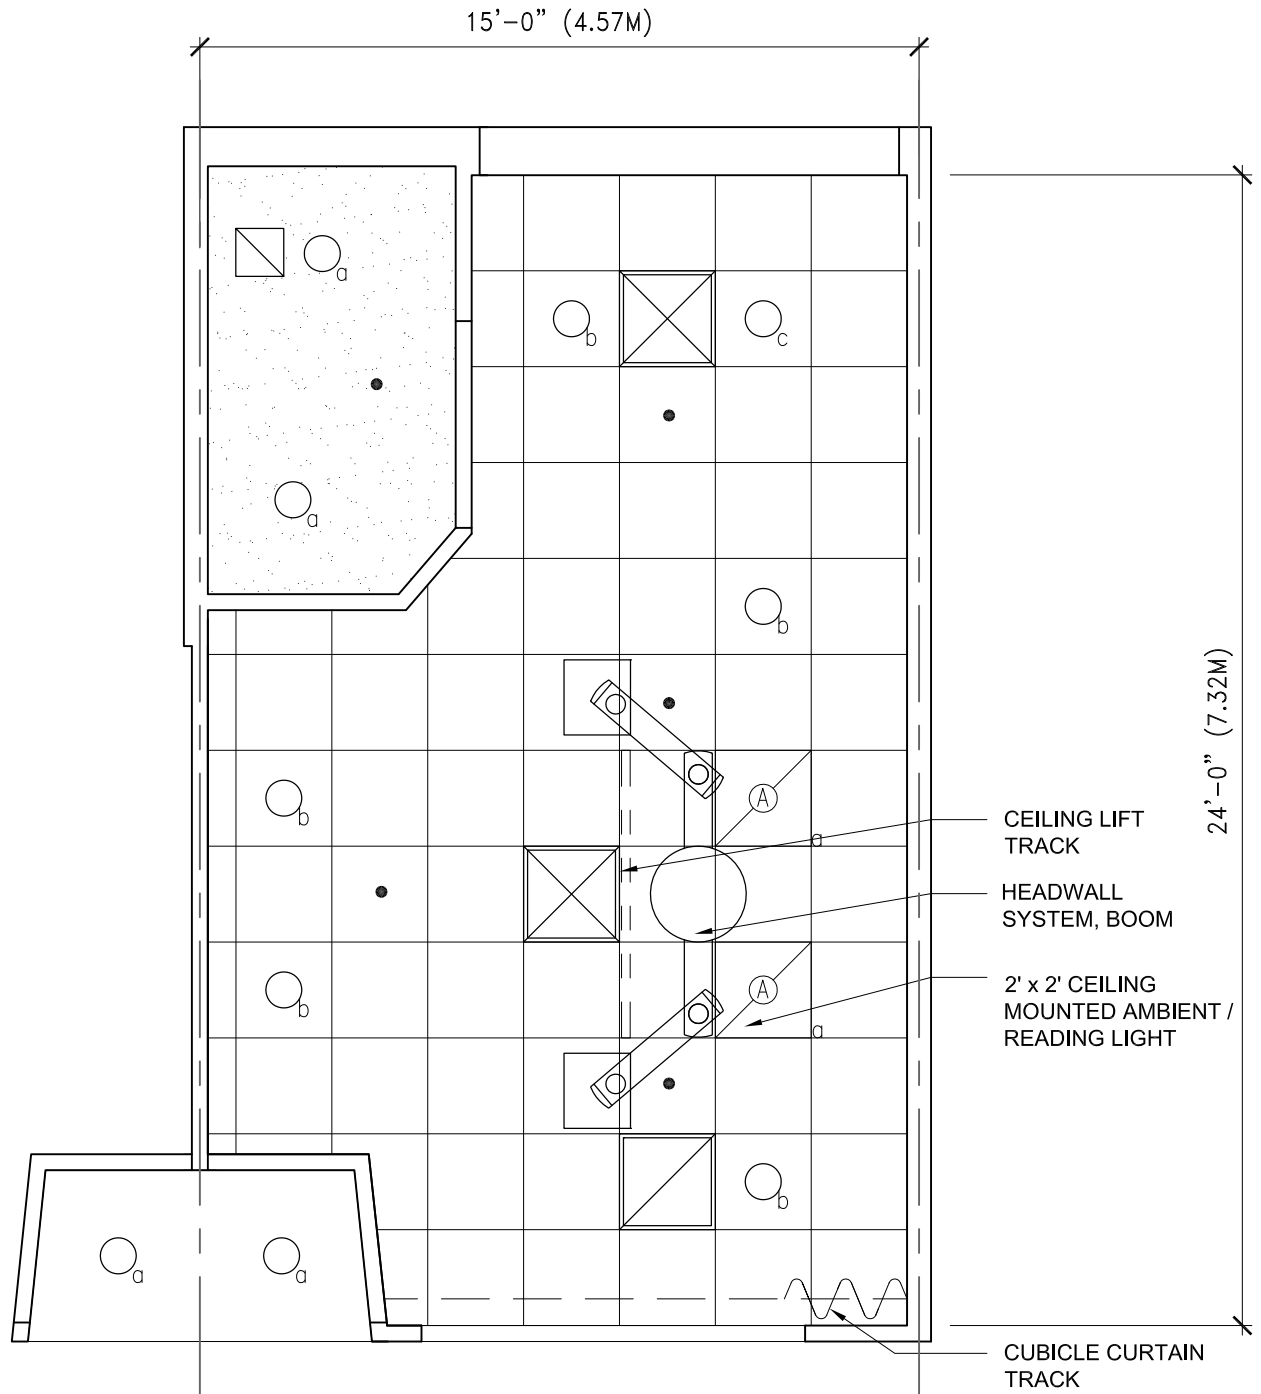 15’-0” (4.57M)
a
b
c
a
b
24’-0” (7.32M)
b
A
a
CEILING LIFT
TRACK
HEADWALL
SYSTEM, BOOM
b
A
a
2' x 2' CEILING
MOUNTED AMBIENT /
READING LIGHT
b
a
a
CUBICLE CURTAIN
TRACK